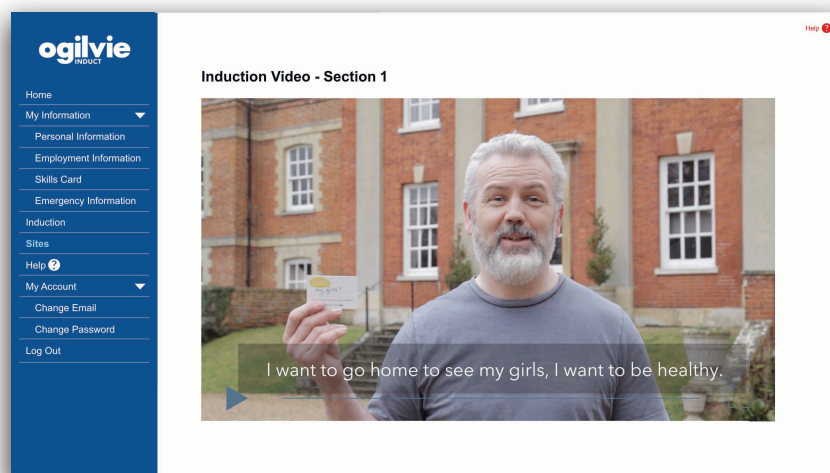 Help ?
ogilvie
INDUCT
Induction Video - Section 1
Home
My Information
Personal Information
Employment Information
Skills Card
Emergency Information
Induction
Sites
Help ?
My Account
Change Email
Change Password
Log Out
I want to go home to see my girls, I want to be healthy.